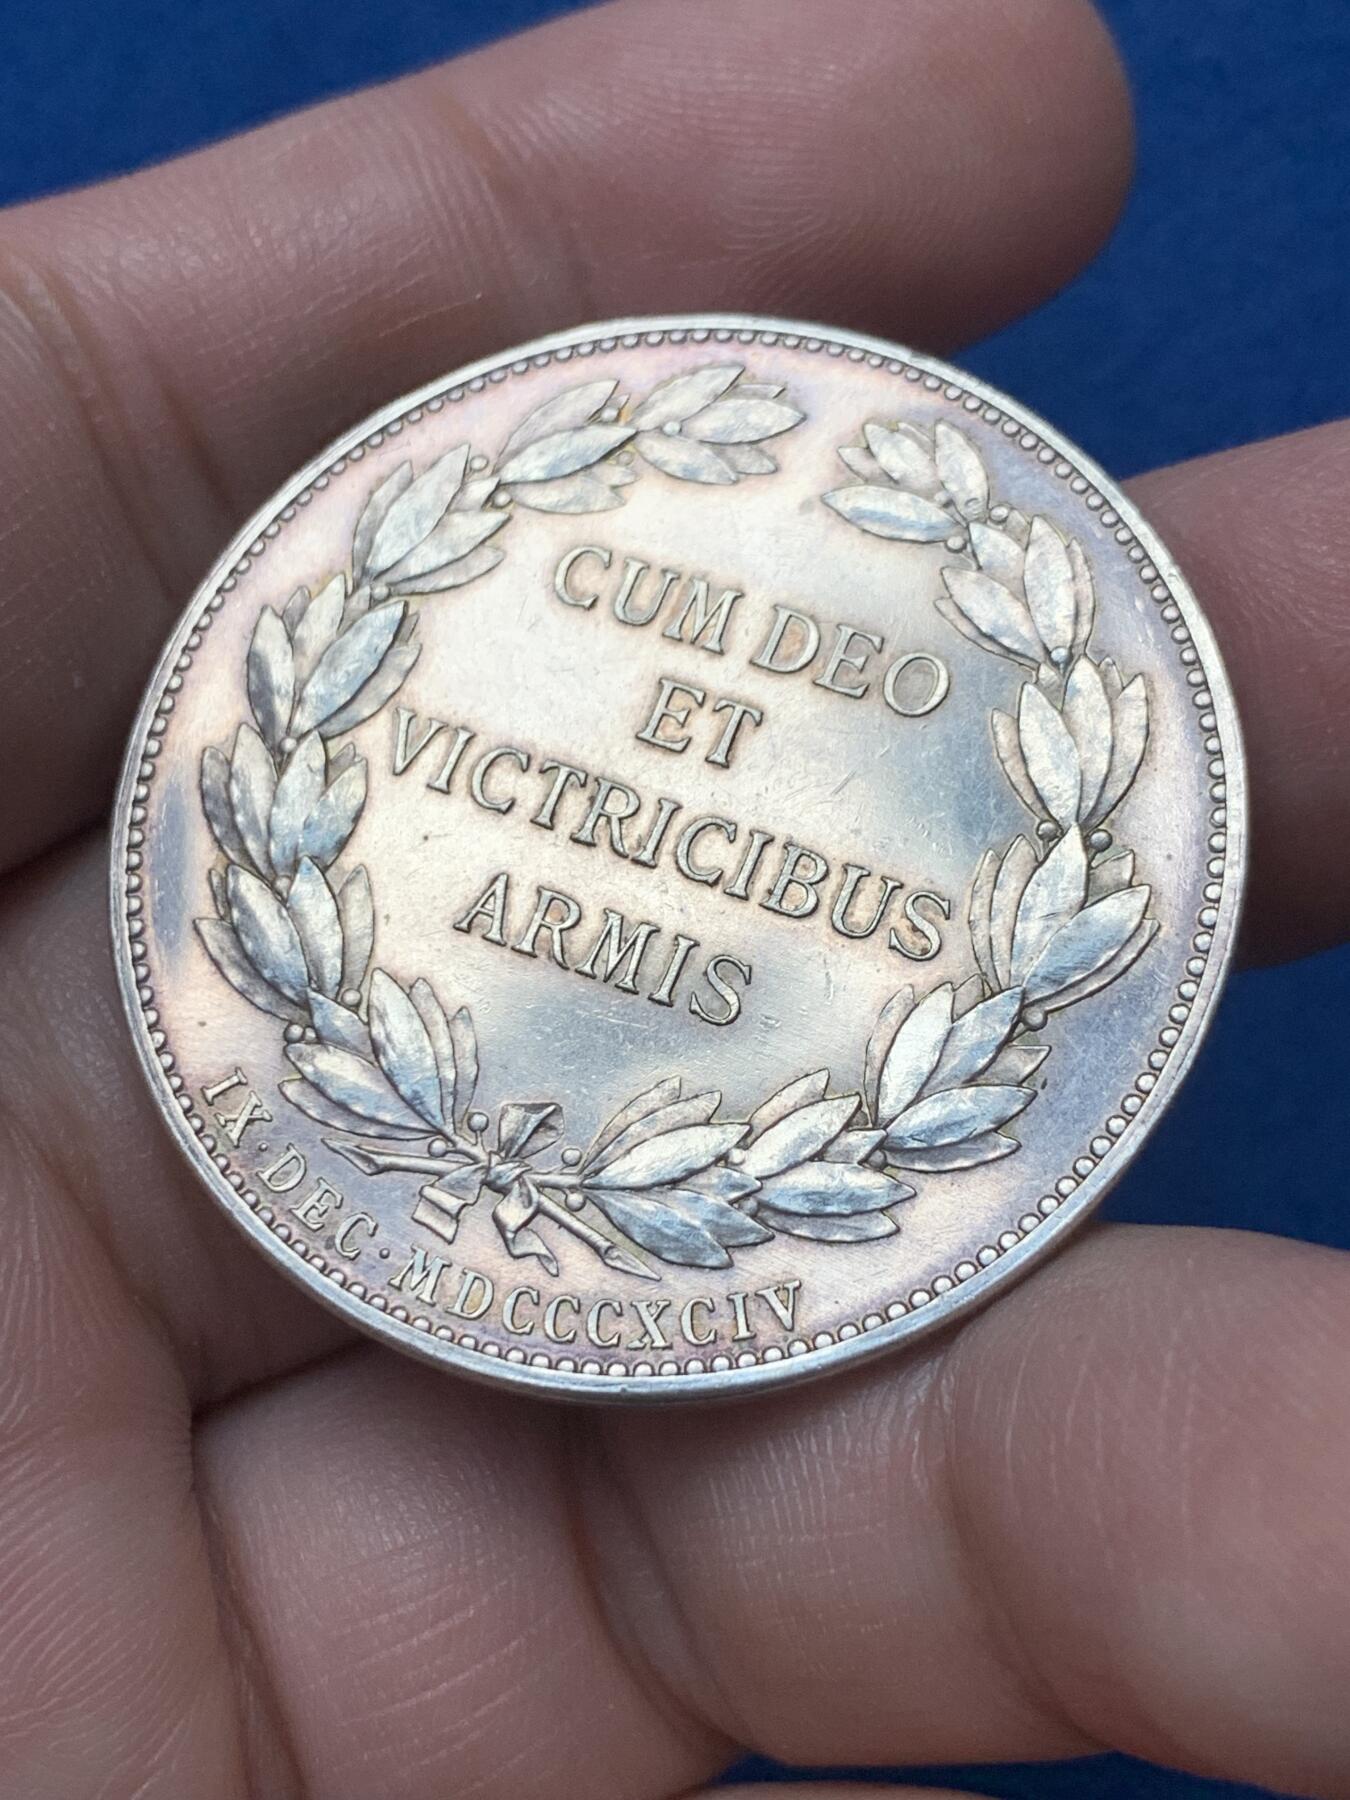 CUM DEO
ET
VICTRICIBUS
ARMIS
IX·DEC·MDCCCXCIV